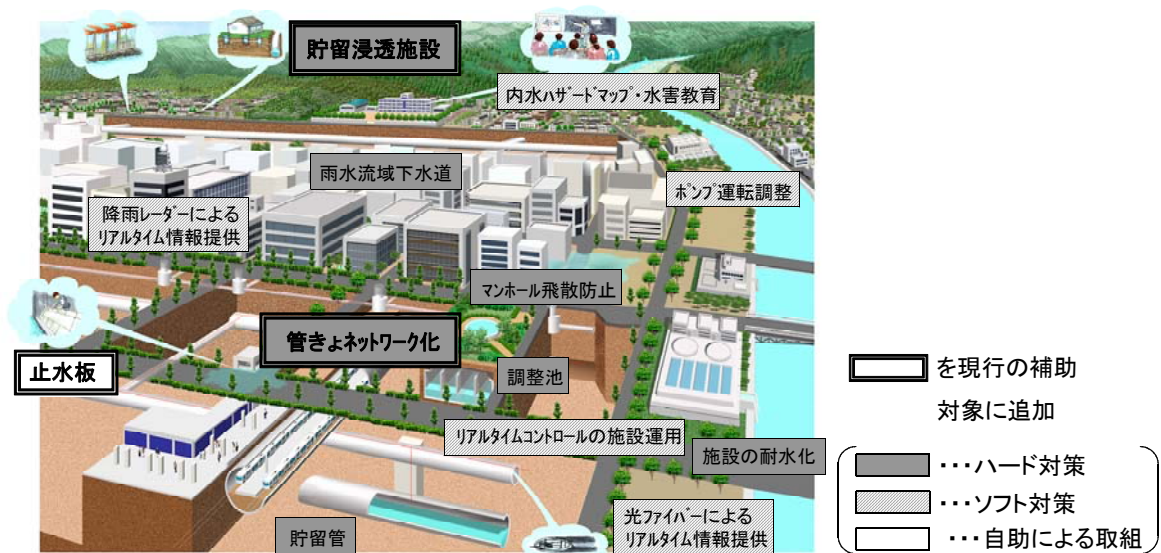 貯留浸透施設
内水ﾊｻﾞｰﾄﾞﾏｯﾌﾟ・水害教育
雨水流域下水道
ﾎﾟﾝﾌﾟ運転調整
降雨ﾚｰﾀﾞｰによる
ﾘｱﾙﾀｲﾑ情報提供
ﾏﾝﾎｰﾙ飛散防止
管きょﾈｯﾄﾜｰｸ化
止水板
調整池
ﾘｱﾙﾀｲﾑｺﾝﾄﾛｰﾙの施設運用
施設の耐水化
貯留管
光ﾌｧｲﾊﾞｰによる
ﾘｱﾙﾀｲﾑ情報提供
を現行の補助
対象に追加
・・・ハード対策
・・・ソフト対策
・・・自助による取組